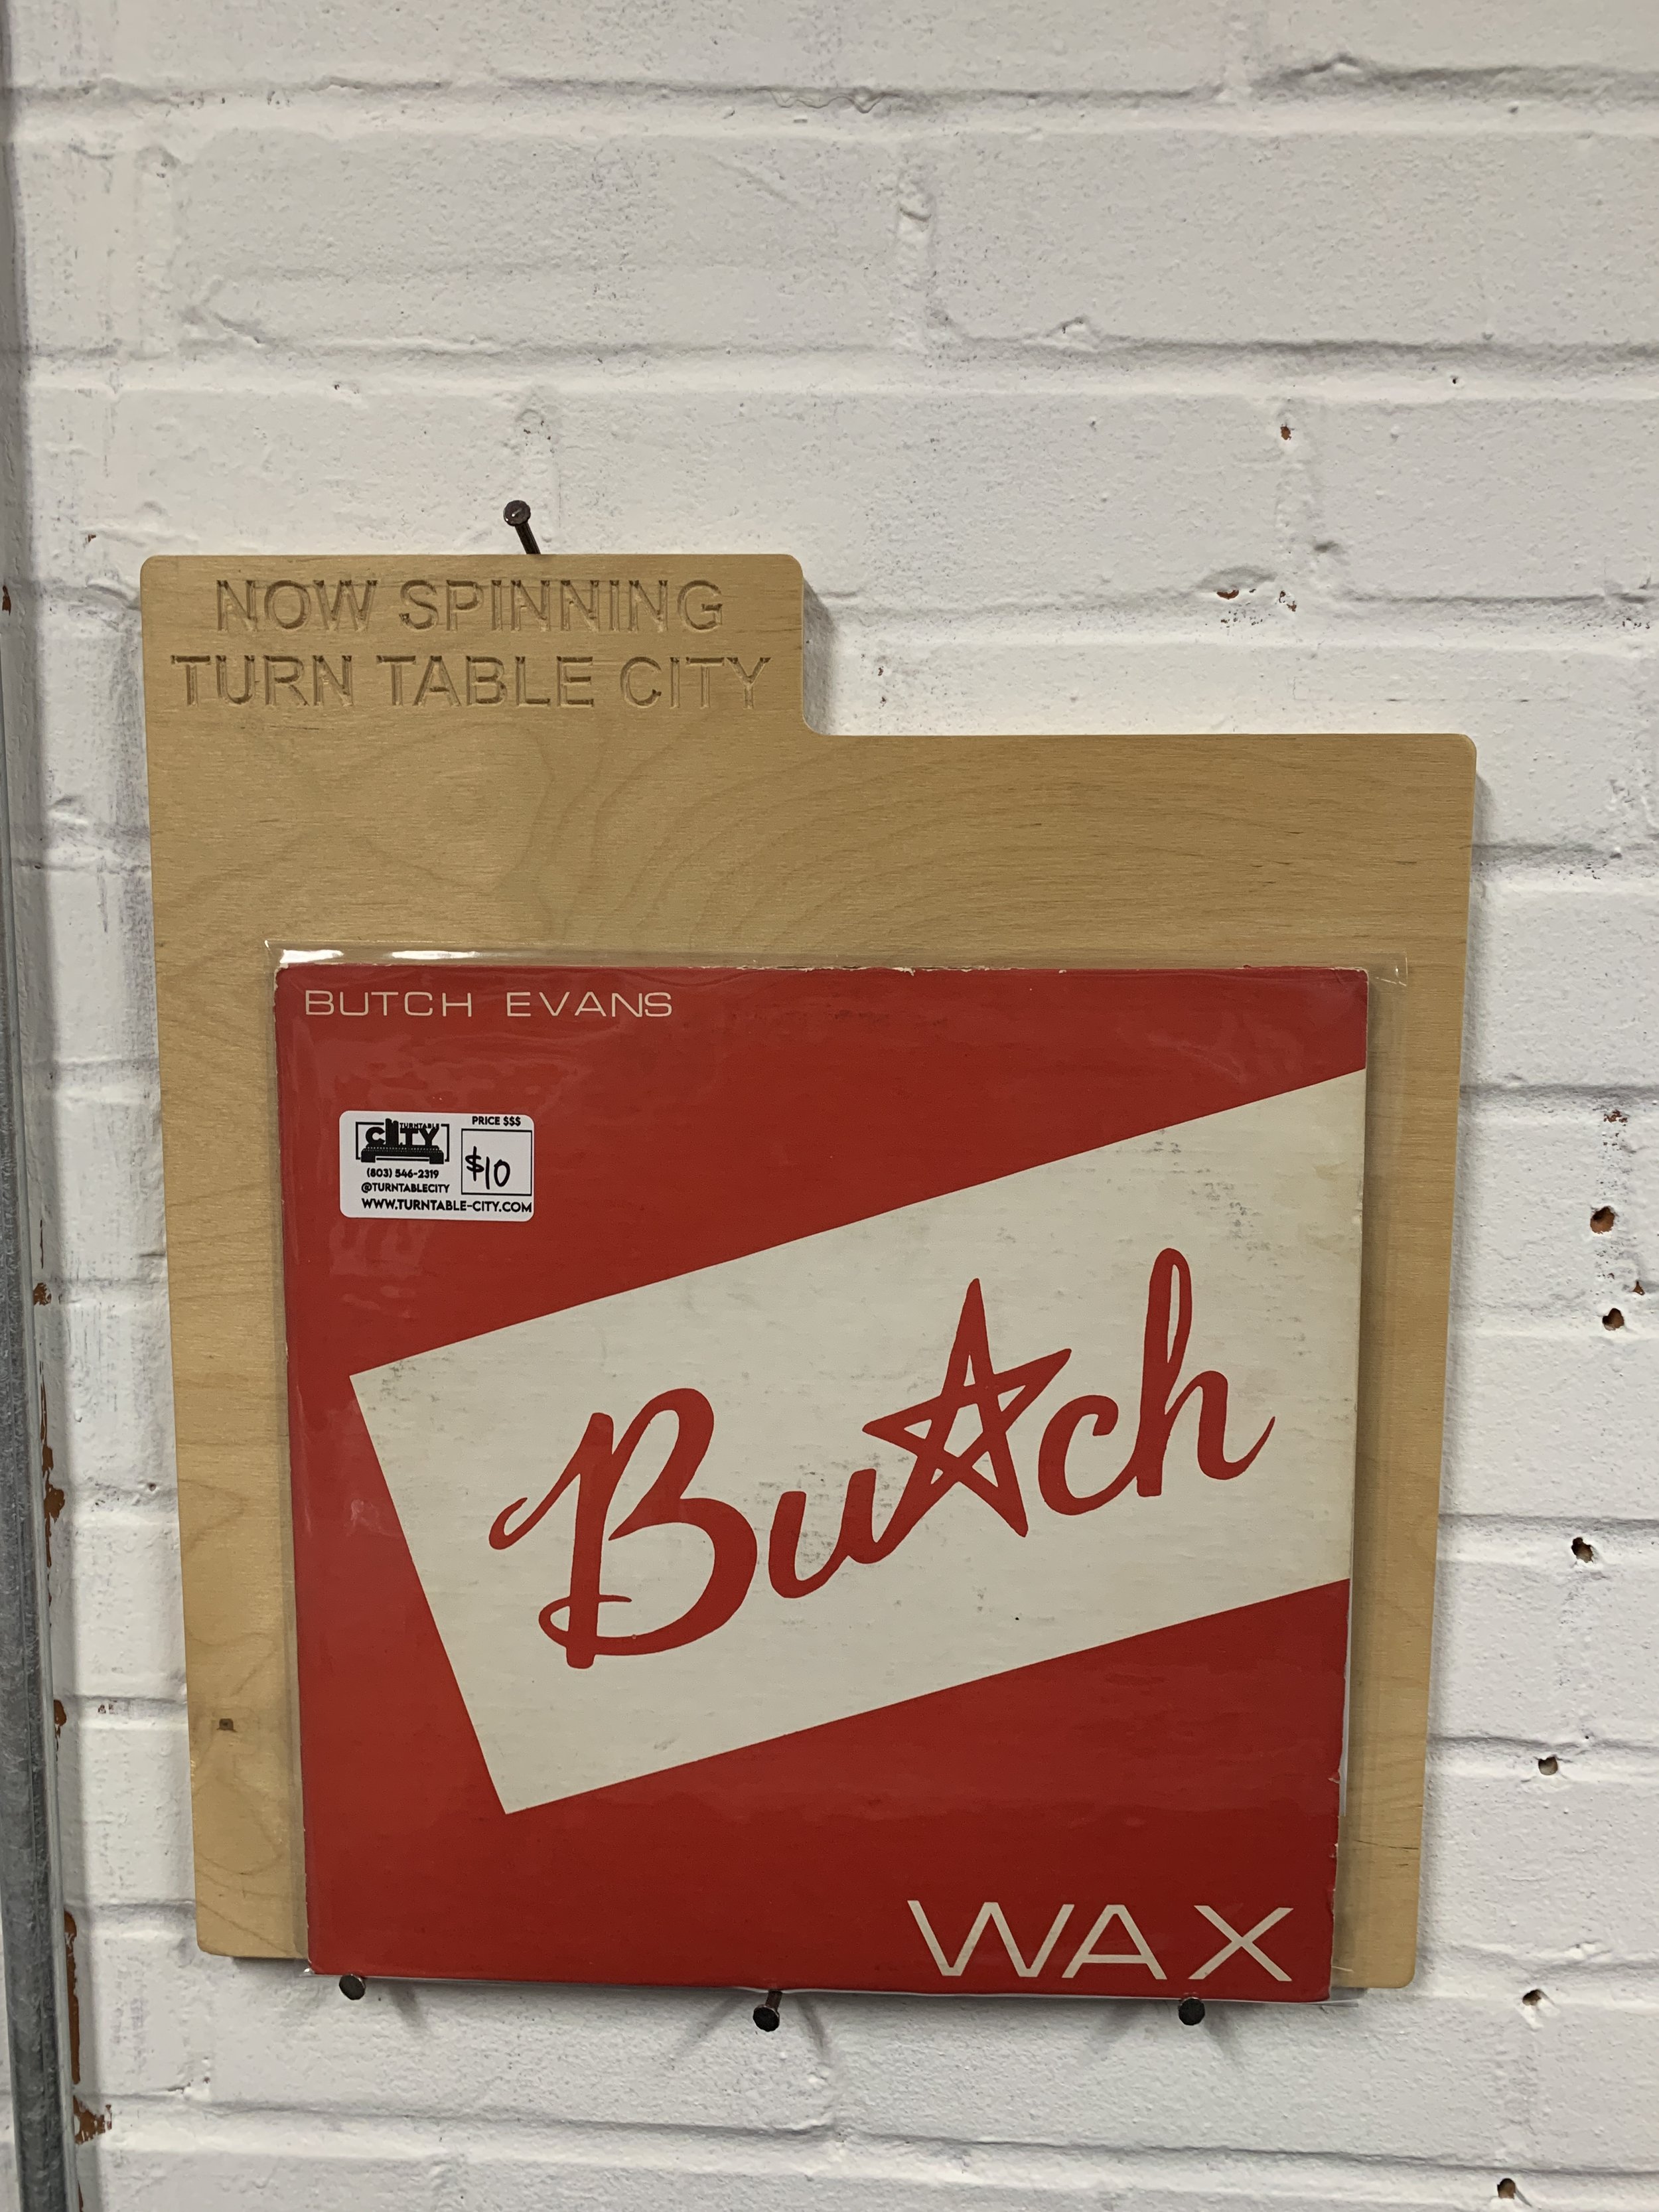 NOW SPINNING
TURN TABLE CITY
BUTCH EVANS
TURNTABLE
CITY
PRICE $$$
$10
(803) 546-2319
@TURNTABLECITY
WWW.TURNTABLE-CITY.COM
Butch
WAX